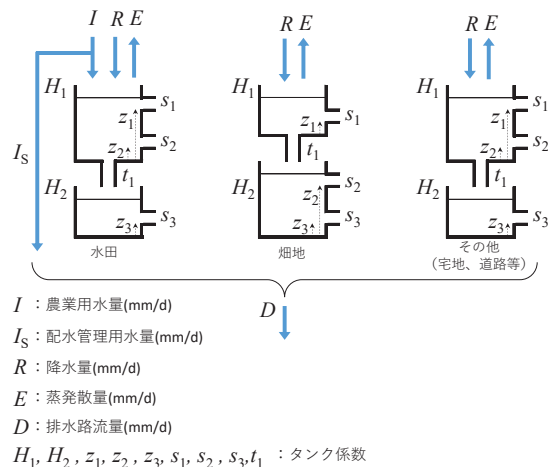 I R E
R E
R E
H1 s1
z1
z2 s2
t1
IS
H2
z3 s3
水田
H1
z1 s1
t1
H2
s2
z2
z3 s3
畑地
H1 s1
z1
z2 s2
t1
H2
z3 s3
その他
(宅地、道路等)
D
I :農業用水量(mm/d)
IS :配水管理用水量(mm/d)
R :降水量(mm/d)
E :蒸発散量(mm/d)
D :排水路流量(mm/d)
H1, H2 , z1, z2 , z3, s1, s2 , s3,t1 :タンク係数